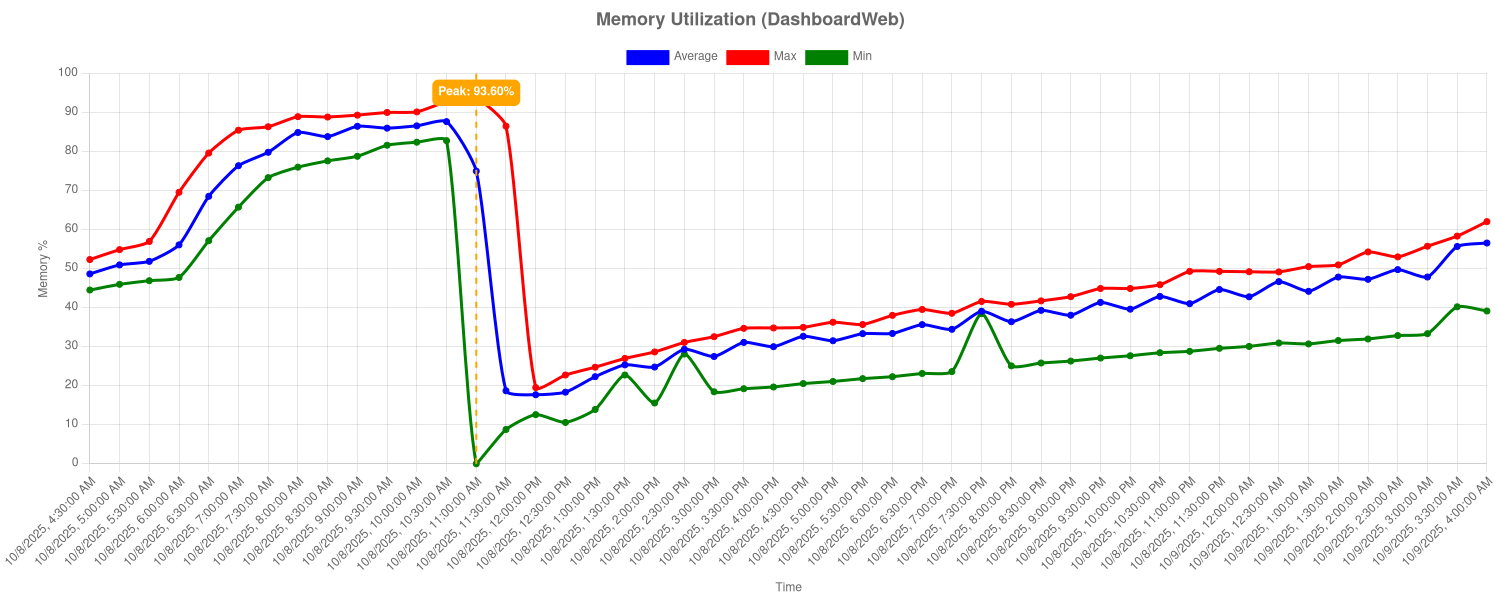 Memory Utilization (DashboardWeb)
Average Max Min
Peak: 93.60%
Memory %
100
90
80
70
60
50
40
30
20
10
0
10/8/2025, 4:30:00 AM
10/8/2025, 5:00:00 AM
10/8/2025, 5:30:00 AM
10/8/2025, 6:00:00 AM
10/8/2025, 6:30:00 AM
10/8/2025, 7:00:00 AM
10/8/2025, 7:30:00 AM
10/8/2025, 8:00:00 AM
10/8/2025, 8:30:00 AM
10/8/2025, 9:00:00 AM
10/8/2025, 9:30:00 AM
10/8/2025, 10:00:00 AM
10/8/2025, 10:30:00 AM
10/8/2025, 11:00:00 AM
10/8/2025, 11:30:00 AM
10/8/2025, 12:00:00 PM
10/8/2025, 12:30:00 PM
10/8/2025, 1:00:00 PM
10/8/2025, 1:30:00 PM
10/8/2025, 2:00:00 PM
10/8/2025, 2:30:00 PM
10/8/2025, 3:00:00 PM
10/8/2025, 3:30:00 PM
10/8/2025, 4:00:00 PM
10/8/2025, 4:30:00 PM
10/8/2025, 5:00:00 PM
10/8/2025, 5:30:00 PM
10/8/2025, 6:00:00 PM
10/8/2025, 6:30:00 PM
10/8/2025, 7:00:00 PM
10/8/2025, 7:30:00 PM
10/8/2025, 8:00:00 PM
10/8/2025, 8:30:00 PM
10/8/2025, 9:00:00 PM
10/8/2025, 9:30:00 PM
10/8/2025, 10:00:00 PM
10/8/2025, 10:30:00 PM
10/8/2025, 11:00:00 PM
10/8/2025, 11:30:00 PM
10/9/2025, 12:00:00 AM
10/9/2025, 12:30:00 AM
10/9/2025, 1:00:00 AM
10/9/2025, 1:30:00 AM
10/9/2025, 2:00:00 AM
10/9/2025, 2:30:00 AM
10/9/2025, 3:00:00 AM
10/9/2025, 3:30:00 AM
10/9/2025, 4:00:00 AM
Time